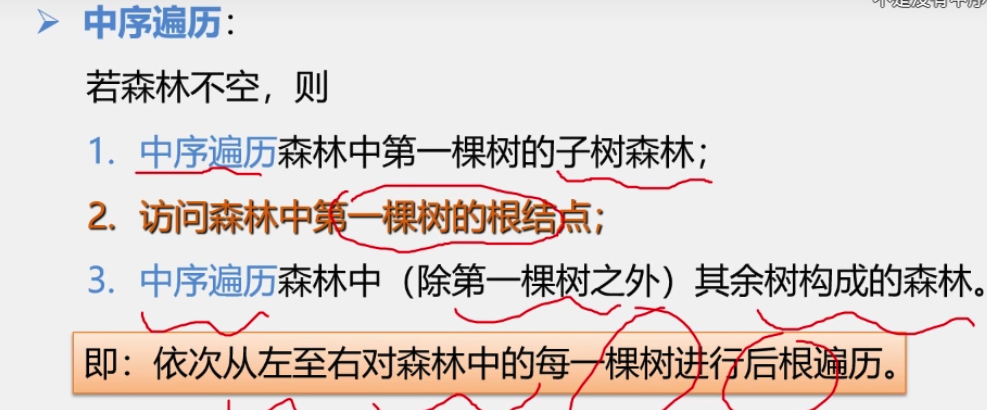 中序遍历：
若森林不空，则
1. 中序遍历森林中第一棵树的子树森林；
2. 访问森林中第一棵树的根结点；
3. 中序遍历森林中（除第一棵树之外）其余树构成的森林。
即：依次从左至右对森林中的每一棵树进行后根遍历。